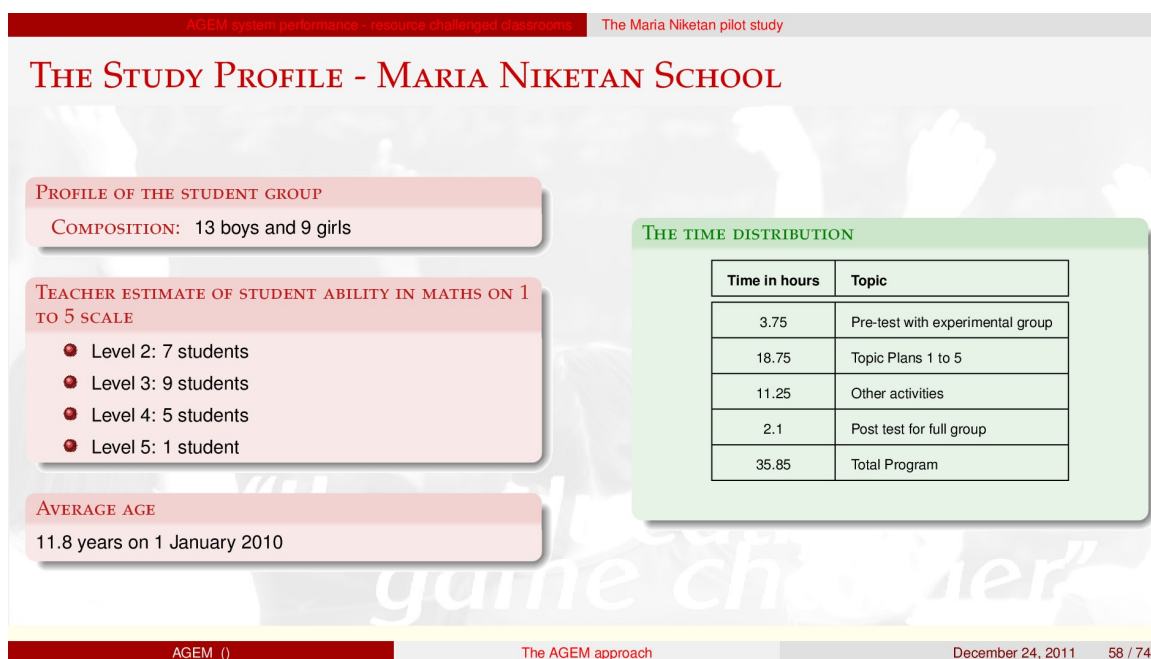 AGEM system performance - resource challenged classrooms The Maria Niketan pilot study
The Study Profile - Maria Niketan School
Profile of the student group
Composition: 13 boys and 9 girls
Teacher estimate of student ability in maths on 1
to 5 scale
Level 2: 7 students
Level 3: 9 students
Level 4: 5 students
Level 5: 1 student
Average age
11.8 years on 1 January 2010
The time distribution
Time in hours Topic
3.75 Pre-test with experimental group
18.75 Topic Plans 1 to 5
11.25 Other activities
2.1 Post test for full group
35.85 Total Program
game changer”
AGEM () The AGEM approach December 24, 2011 58 / 74